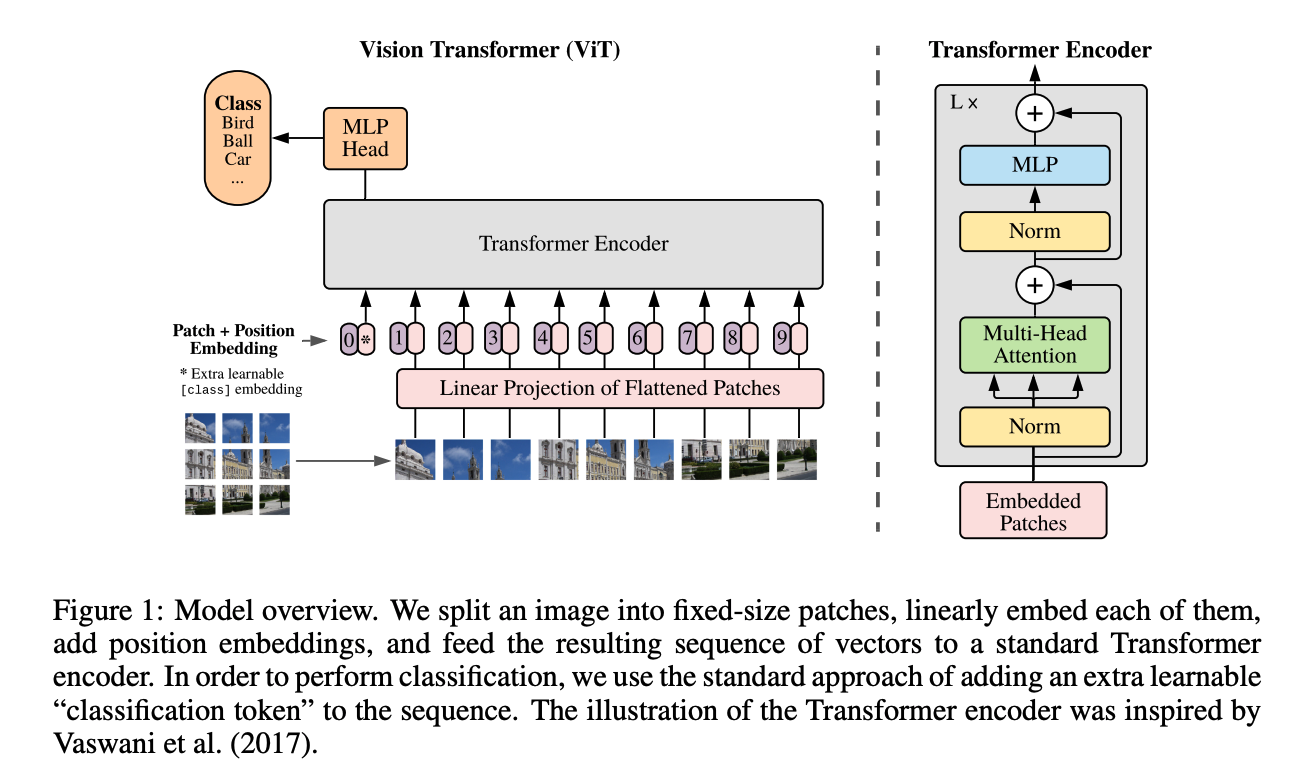 Vision Transformer (ViT)
Class
Bird
Ball
Car
...
MLP
Head
Transformer Encoder
0 * 1 2 3 4 5 6 7 8 9
Patch + Position
Embedding
* Extra learnable
[class] embedding
Linear Projection of Flattened Patches
Transformer Encoder
L ×
+
MLP
Norm
+
Multi-Head
Attention
Norm
Embedded
Patches
Figure 1: Model overview. We split an image into fixed-size patches, linearly embed each of them,
add position embeddings, and feed the resulting sequence of vectors to a standard Transformer
encoder. In order to perform classification, we use the standard approach of adding an extra learnable
“classification token” to the sequence. The illustration of the Transformer encoder was inspired by
Vaswani et al. (2017).